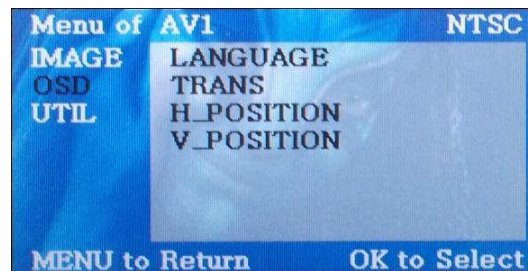 Menu of AV1 NTSC
IMAGE LANGUAGE
OSD TRANS
UTIL H_POSITION
V_POSITION
MENU to Return OK to Select